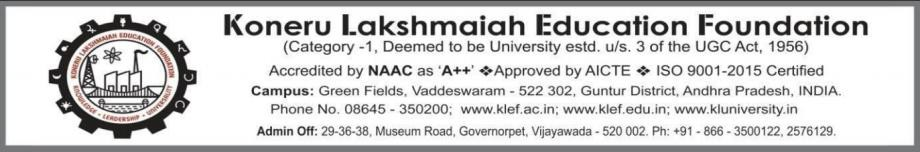 KONERU LAKSHMAIAH EDUCATION FOUNDATION
KNOWLEDGE - LEADERSHIP - UNIVERSALITY
Koneru Lakshmaiah Education Foundation
(Category -1, Deemed to be University estd. u/s. 3 of the UGC Act, 1956)
Accredited by NAAC as ‘A++’ ❖Approved by AICTE ❖ ISO 9001-2015 Certified
Campus: Green Fields, Vaddeswaram - 522 302, Guntur District, Andhra Pradesh, INDIA.
Phone No. 08645 - 350200; www.klef.ac.in; www.klef.edu.in; www.kluniversity.in
Admin Off: 29-36-38, Museum Road, Governorpet, Vijayawada - 520 002. Ph: +91 - 866 - 3500122, 2576129.